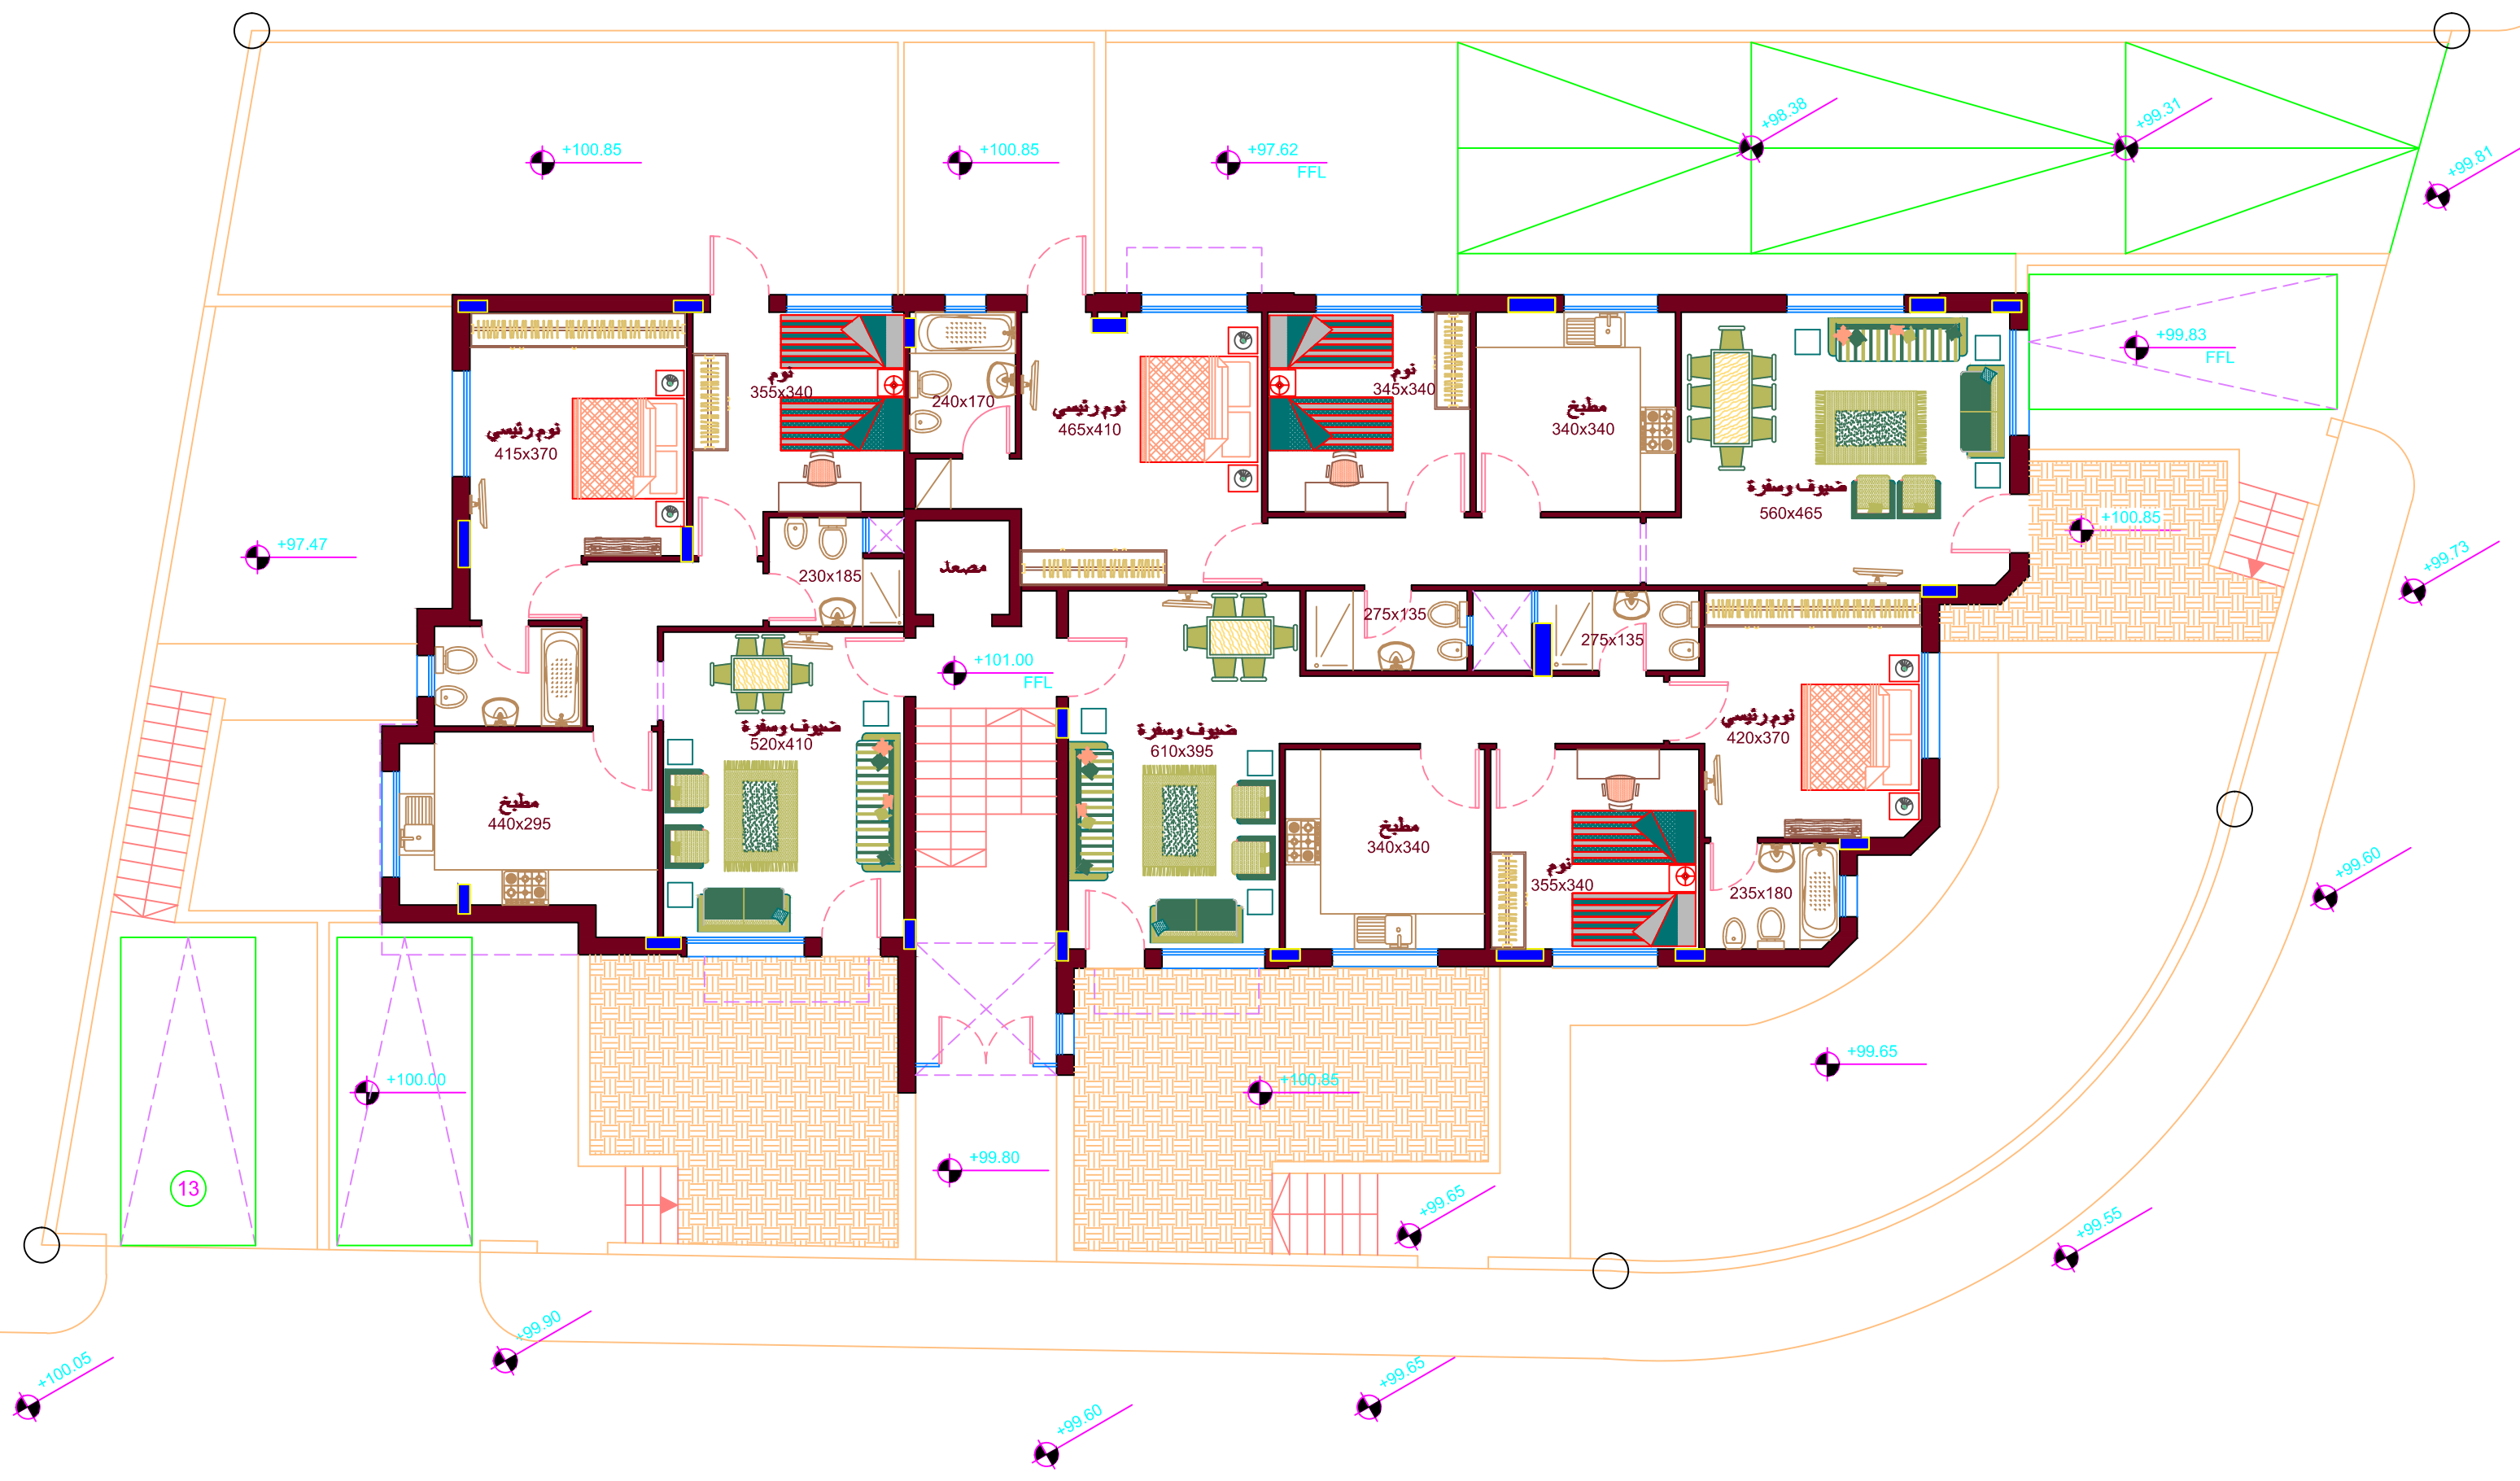 +98.38
+99.31
+100.85
+100.85
+97.62
FFL
+99.81
+99.83
FFL
نوم
355x340
240x170
نوم رئيسي
465x410
نوم
345x340
مطبخ
340x340
نوم رئيسي
415x370
ضيوف وسفرة
560x465
+100.85
+97.47
230x185
مصعد
+99.73
275x135
275x135
+101.00
FFL
ضيوف وسفرة
520x410
ضيوف وسفرة
610x395
نوم رئيسي
420x370
مطبخ
440x295
مطبخ
340x340
نوم
355x340
235x180
+99.60
+99.65
+100.00
+100.85
+99.80
13
+99.65
+99.55
+99.90
+100.05
+99.65
+99.60